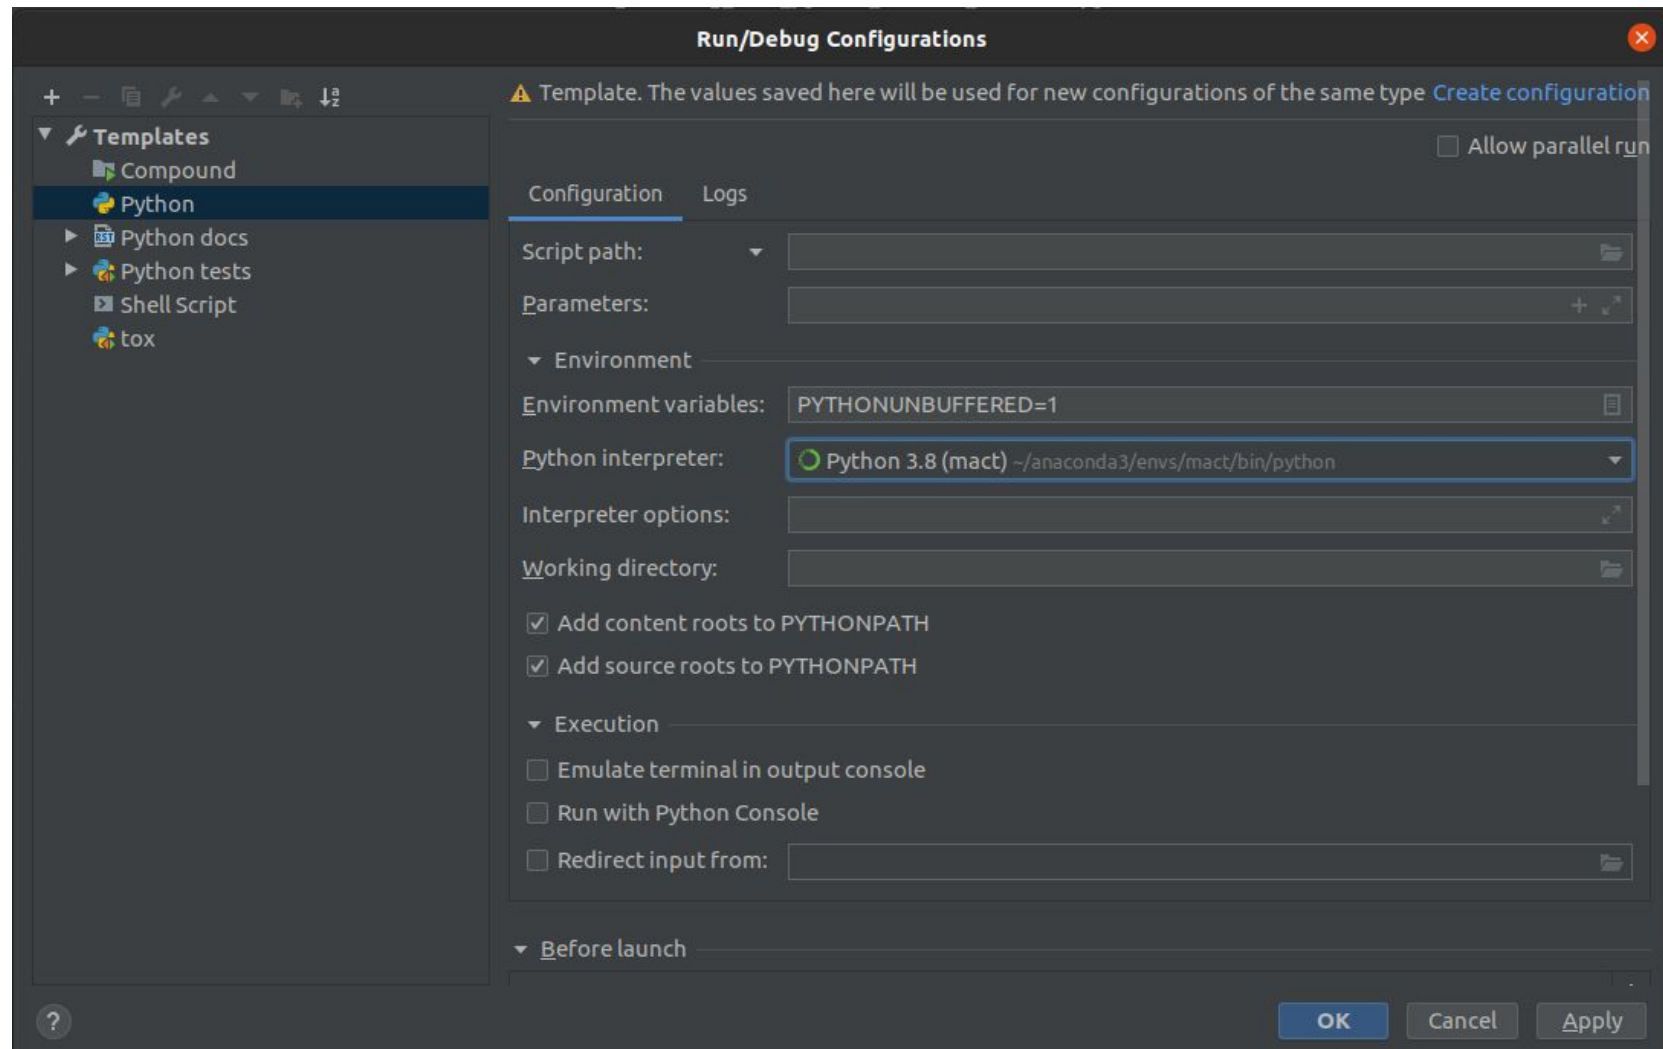 Run/Debug Configurations
Template. The values saved here will be used for new configurations of the same type Create configuration
Templates
Compound
Python
Python docs
Python tests
Shell Script
tox
Allow parallel run
Configuration Logs
Script path:
Parameters:
Environment
Environment variables: PYTHONUNBUFFERED=1
Python interpreter: Python 3.8 (mact) ~/anaconda3/envs/mact/bin/python
Interpreter options:
Working directory:
Add content roots to PYTHONPATH
Add source roots to PYTHONPATH
Execution
Emulate terminal in output console
Run with Python Console
Redirect input from:
Before launch
? OK Cancel Apply